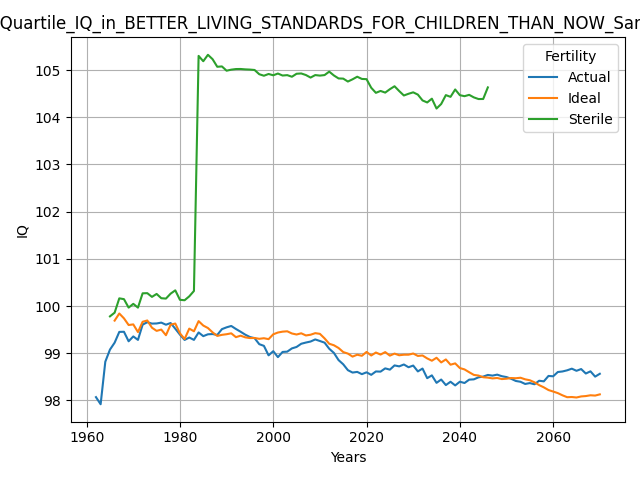 Quartile_IQ_in_BETTER_LIVING_STANDARDS_FOR_CHILDREN_THAN_NOW_Sar
Fertility
Actual
Ideal
Sterile
105
104
103
102
101
100
99
98
IQ
1960
1980
2000
2020
2040
2060
Years